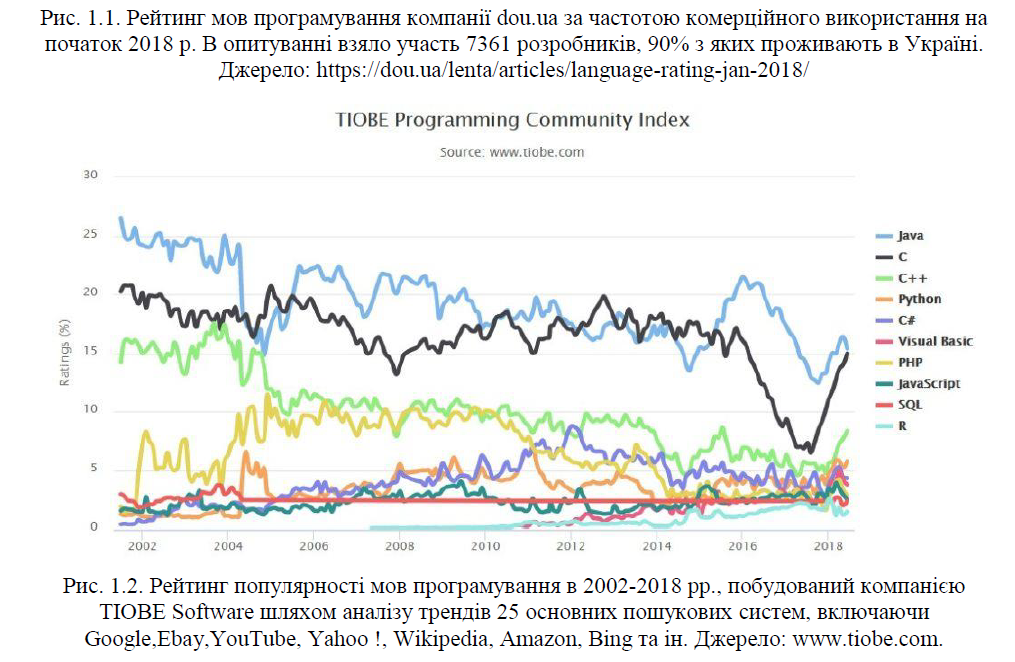 Рис. 1.1. Рейтинг мов програмування компанії dou.ua за частотою комерційного використання на
початок 2018 р. В опитуванні взяло участь 7361 розробників, 90% з яких проживають в Україні.
Джерело: https://dou.ua/lenta/articles/language-rating-jan-2018/
TIOBE Programming Community Index
Source: www.tiobe.com
Ratings (%)
30
25
20
15
10
5
0
2002 2004 2006 2008 2010 2012 2014 2016 2018
Java
C
C++
Python
C#
Visual Basic
PHP
JavaScript
SQL
R
Рис. 1.2. Рейтинг популярності мов програмування в 2002-2018 рр., побудований компанією
TIOBE Software шляхом аналізу трендів 25 основних пошукових систем, включаючи
Google,Ebay,YouTube, Yahoo !, Wikipedia, Amazon, Bing та ін. Джерело: www.tiobe.com.